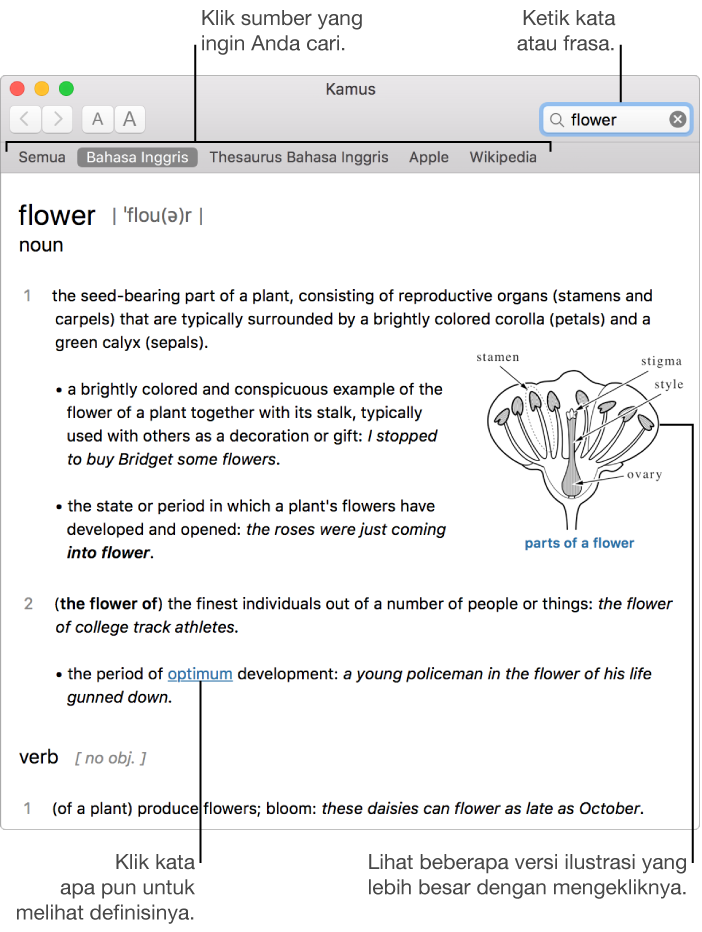 Klik sumber yang
ingin Anda cari.
Ketik kata
atau frasa.
Kamus
A A
flower
Semua Bahasa Inggris Thesaurus Bahasa Inggris Apple Wikipedia
flower | ˈflou(ə)r |
noun
1 the seed-bearing part of a plant, consisting of reproductive organs (stamens and
carpels) that are typically surrounded by a brightly colored corolla (petals) and a
green calyx (sepals).
• a brightly colored and conspicuous example of the
flower of a plant together with its stalk, typically
used with others as a decoration or gift: I stopped
to buy Bridget some flowers.
• the state or period in which a plant's flowers have
developed and opened: the roses were just coming
into flower.
stamen
stigma
style
ovary
parts of a flower
2 (the flower of) the finest individuals out of a number of people or things: the flower
of college track athletes.
• the period of optimum development: a young policeman in the flower of his life
gunned down.
verb [ no obj. ]
1 (of a plant) produce flowers; bloom: these daisies can flower as late as October.
Klik kata
apa pun untuk
melihat definisinya.
Lihat beberapa versi ilustrasi yang
lebih besar dengan mengekliknya.